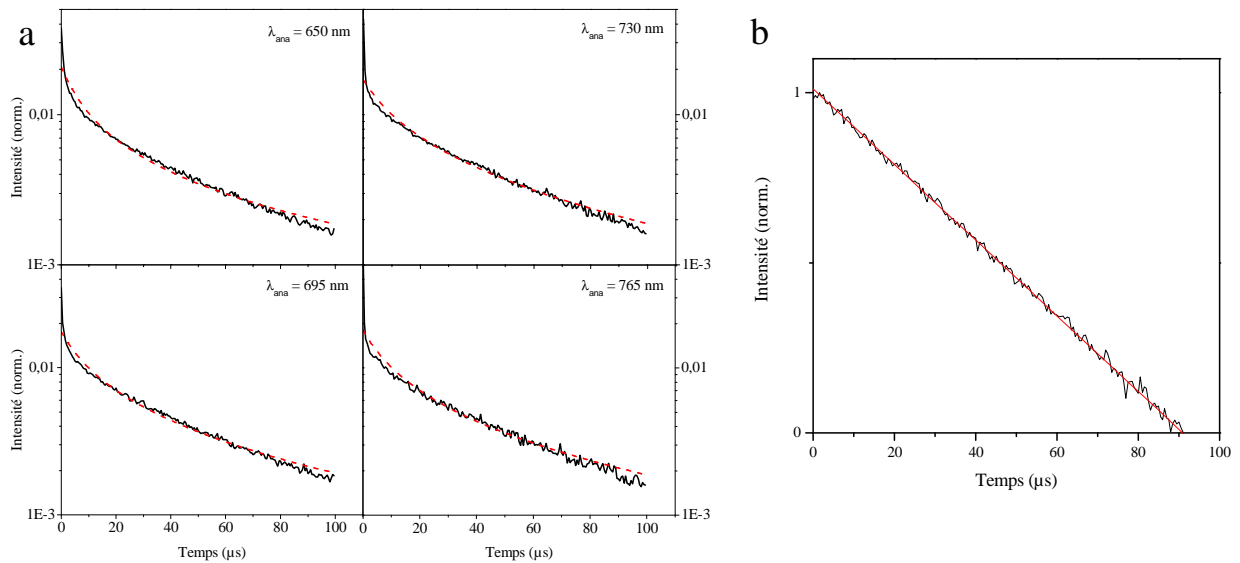 a
λana = 650 nm
λana = 730 nm
Intensité (norm.)
0,01
1E-3
0,01
1E-3
λana = 695 nm
λana = 765 nm
Intensité (norm.)
0,01
1E-3
0,01
1E-3
0 20 40 60 80 100
0 20 40 60 80 100
Temps (µs)
Temps (µs)
b
Intensité (norm.)
1
0
0 20 40 60 80 100
Temps (µs)